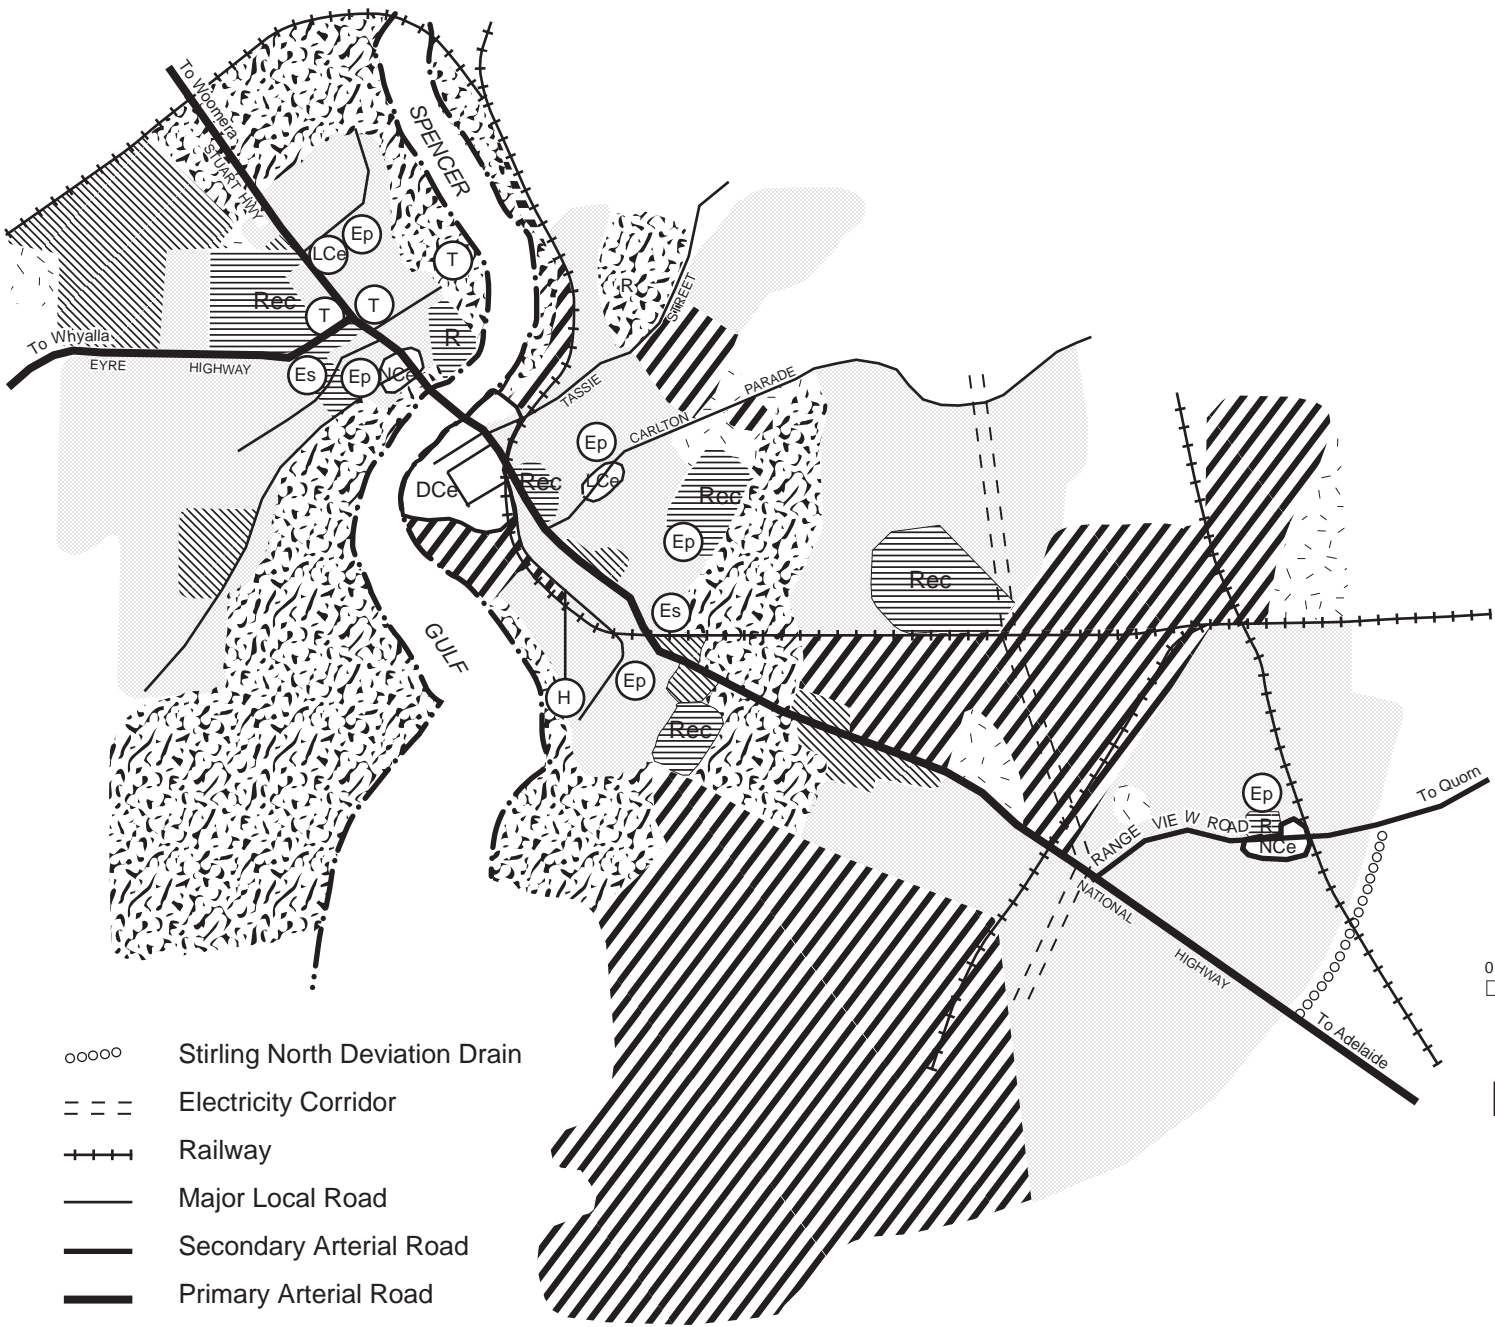 To Woomera
STUART HWY
SPENCER
Ep
LCe
T
R
STREET
Rec
T
T
R
To Whyalla
EYRE HIGHWAY
Es
Ep
NCe
TASSIE
CARLTON PARADE
Ep
DCe
Rec
LCe
Rec
Ep
Rec
Es
GULF
Ep
H
Rec
Ep
To Quorn
RANGE VIEW ROAD
R
NCe
NATIONAL HIGHWAY
To Adelaide
0
Stirling North Deviation Drain
Electricity Corridor
Railway
Major Local Road
Secondary Arterial Road
Primary Arterial Road